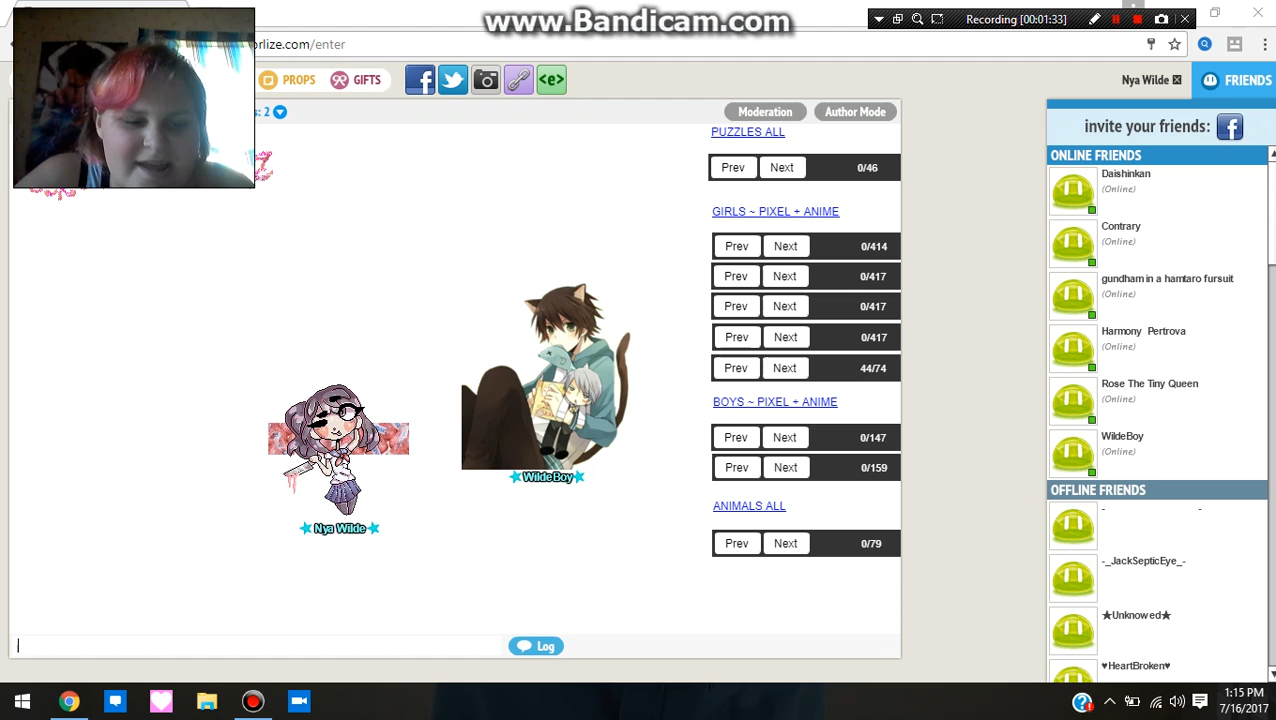 www.Bandicam.com
Recording [00:01:33]
orlize.com/enter
PROPS
GIFTS
<e>
Nya Wilde
FRIENDS
s: 2
Moderation
Author Mode
invite your friends:
PUZZLES ALL
Prev Next 0/46
GIRLS ~ PIXEL + ANIME
Prev Next 0/414
Prev Next 0/417
Prev Next 0/417
Prev Next 0/417
Prev Next 44/74
BOYS ~ PIXEL + ANIME
Prev Next 0/147
Prev Next 0/159
ANIMALS ALL
Prev Next 0/79
★WildeBoy★
★Nya Wilde★
Log
ONLINE FRIENDS
Daishinkan
(Online)
Contrary
(Online)
gundham in a hamtaro fursuit
(Online)
Harmony Pertrova
(Online)
Rose The Tiny Queen
(Online)
WildeBoy
(Online)
OFFLINE FRIENDS
- -
-_JackSepticEye_-
★Unknowed★
♥HeartBroken♥
1:15 PM
7/16/2017